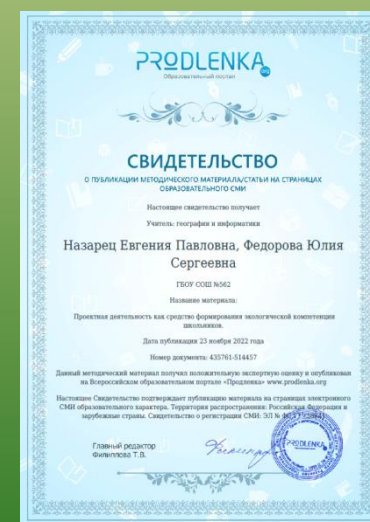 PRODLENKA
.org
Образовательный портал
СВИДЕТЕЛЬСТВО
О ПУБЛИКАЦИИ МЕТОДИЧЕСКОГО МАТЕРИАЛА/СТАТЬИ НА СТРАНИЦАХ
ОБРАЗОВАТЕЛЬНОГО СМИ
Настоящее свидетельство получает
Учитель: географии и информатики
Назарец Евгения Павловна, Федорова Юлия
Сергеевна
ГБОУ СОШ №562
Название материала:
Проектная деятельность как средство формирования экологической компетенции
школьников.
Дата публикации 23 ноября 2022 года
Номер документа: 435761-514457
Данный методический материал получил положительную экспертную оценку и опубликован
на Всероссийском образовательном портале «Продленка» www.prodlenka.org
Настоящее Свидетельство подтверждает публикацию материала на страницах электронного
СМИ образовательного характера. Территория распространения: Российская Федерация и
зарубежные страны. Свидетельство о регистрации СМИ: ЭЛ №
Главный редактор
Филиппова Т.В.
PRODLENKA